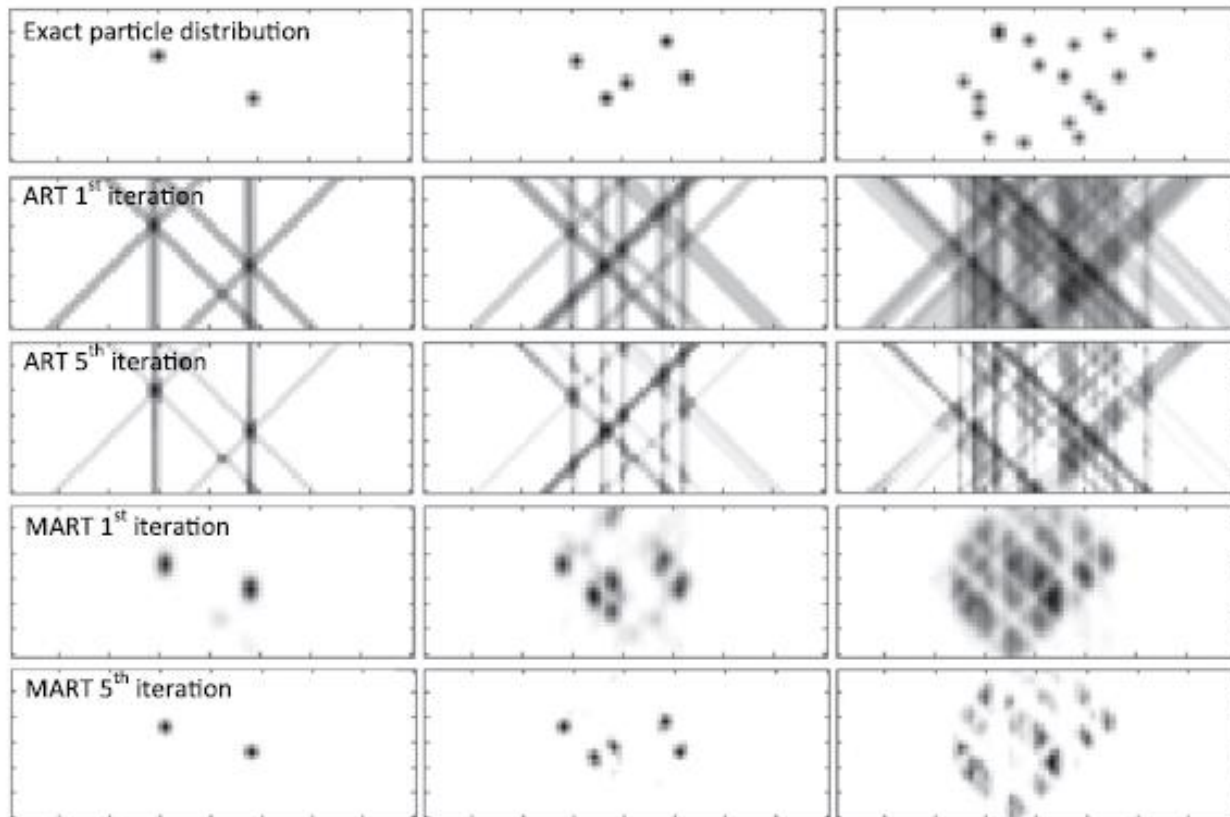 Exact particle distribution
ART 1st iteration
ART 5th iteration
MART 1st iteration
MART 5th iteration